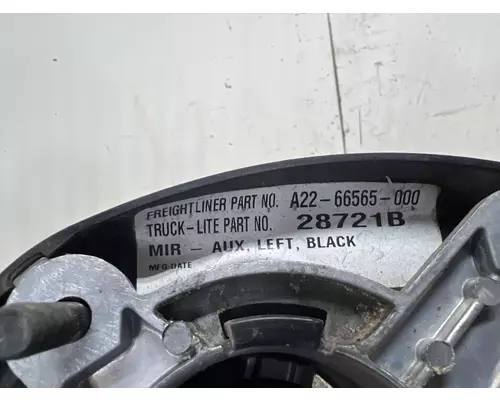 FREIGHTLINER PART NO. A22-66565-000
TRUCK-LITE PART NO. 28721B
MIR - AUX, LEFT, BLACK
MFG DATE